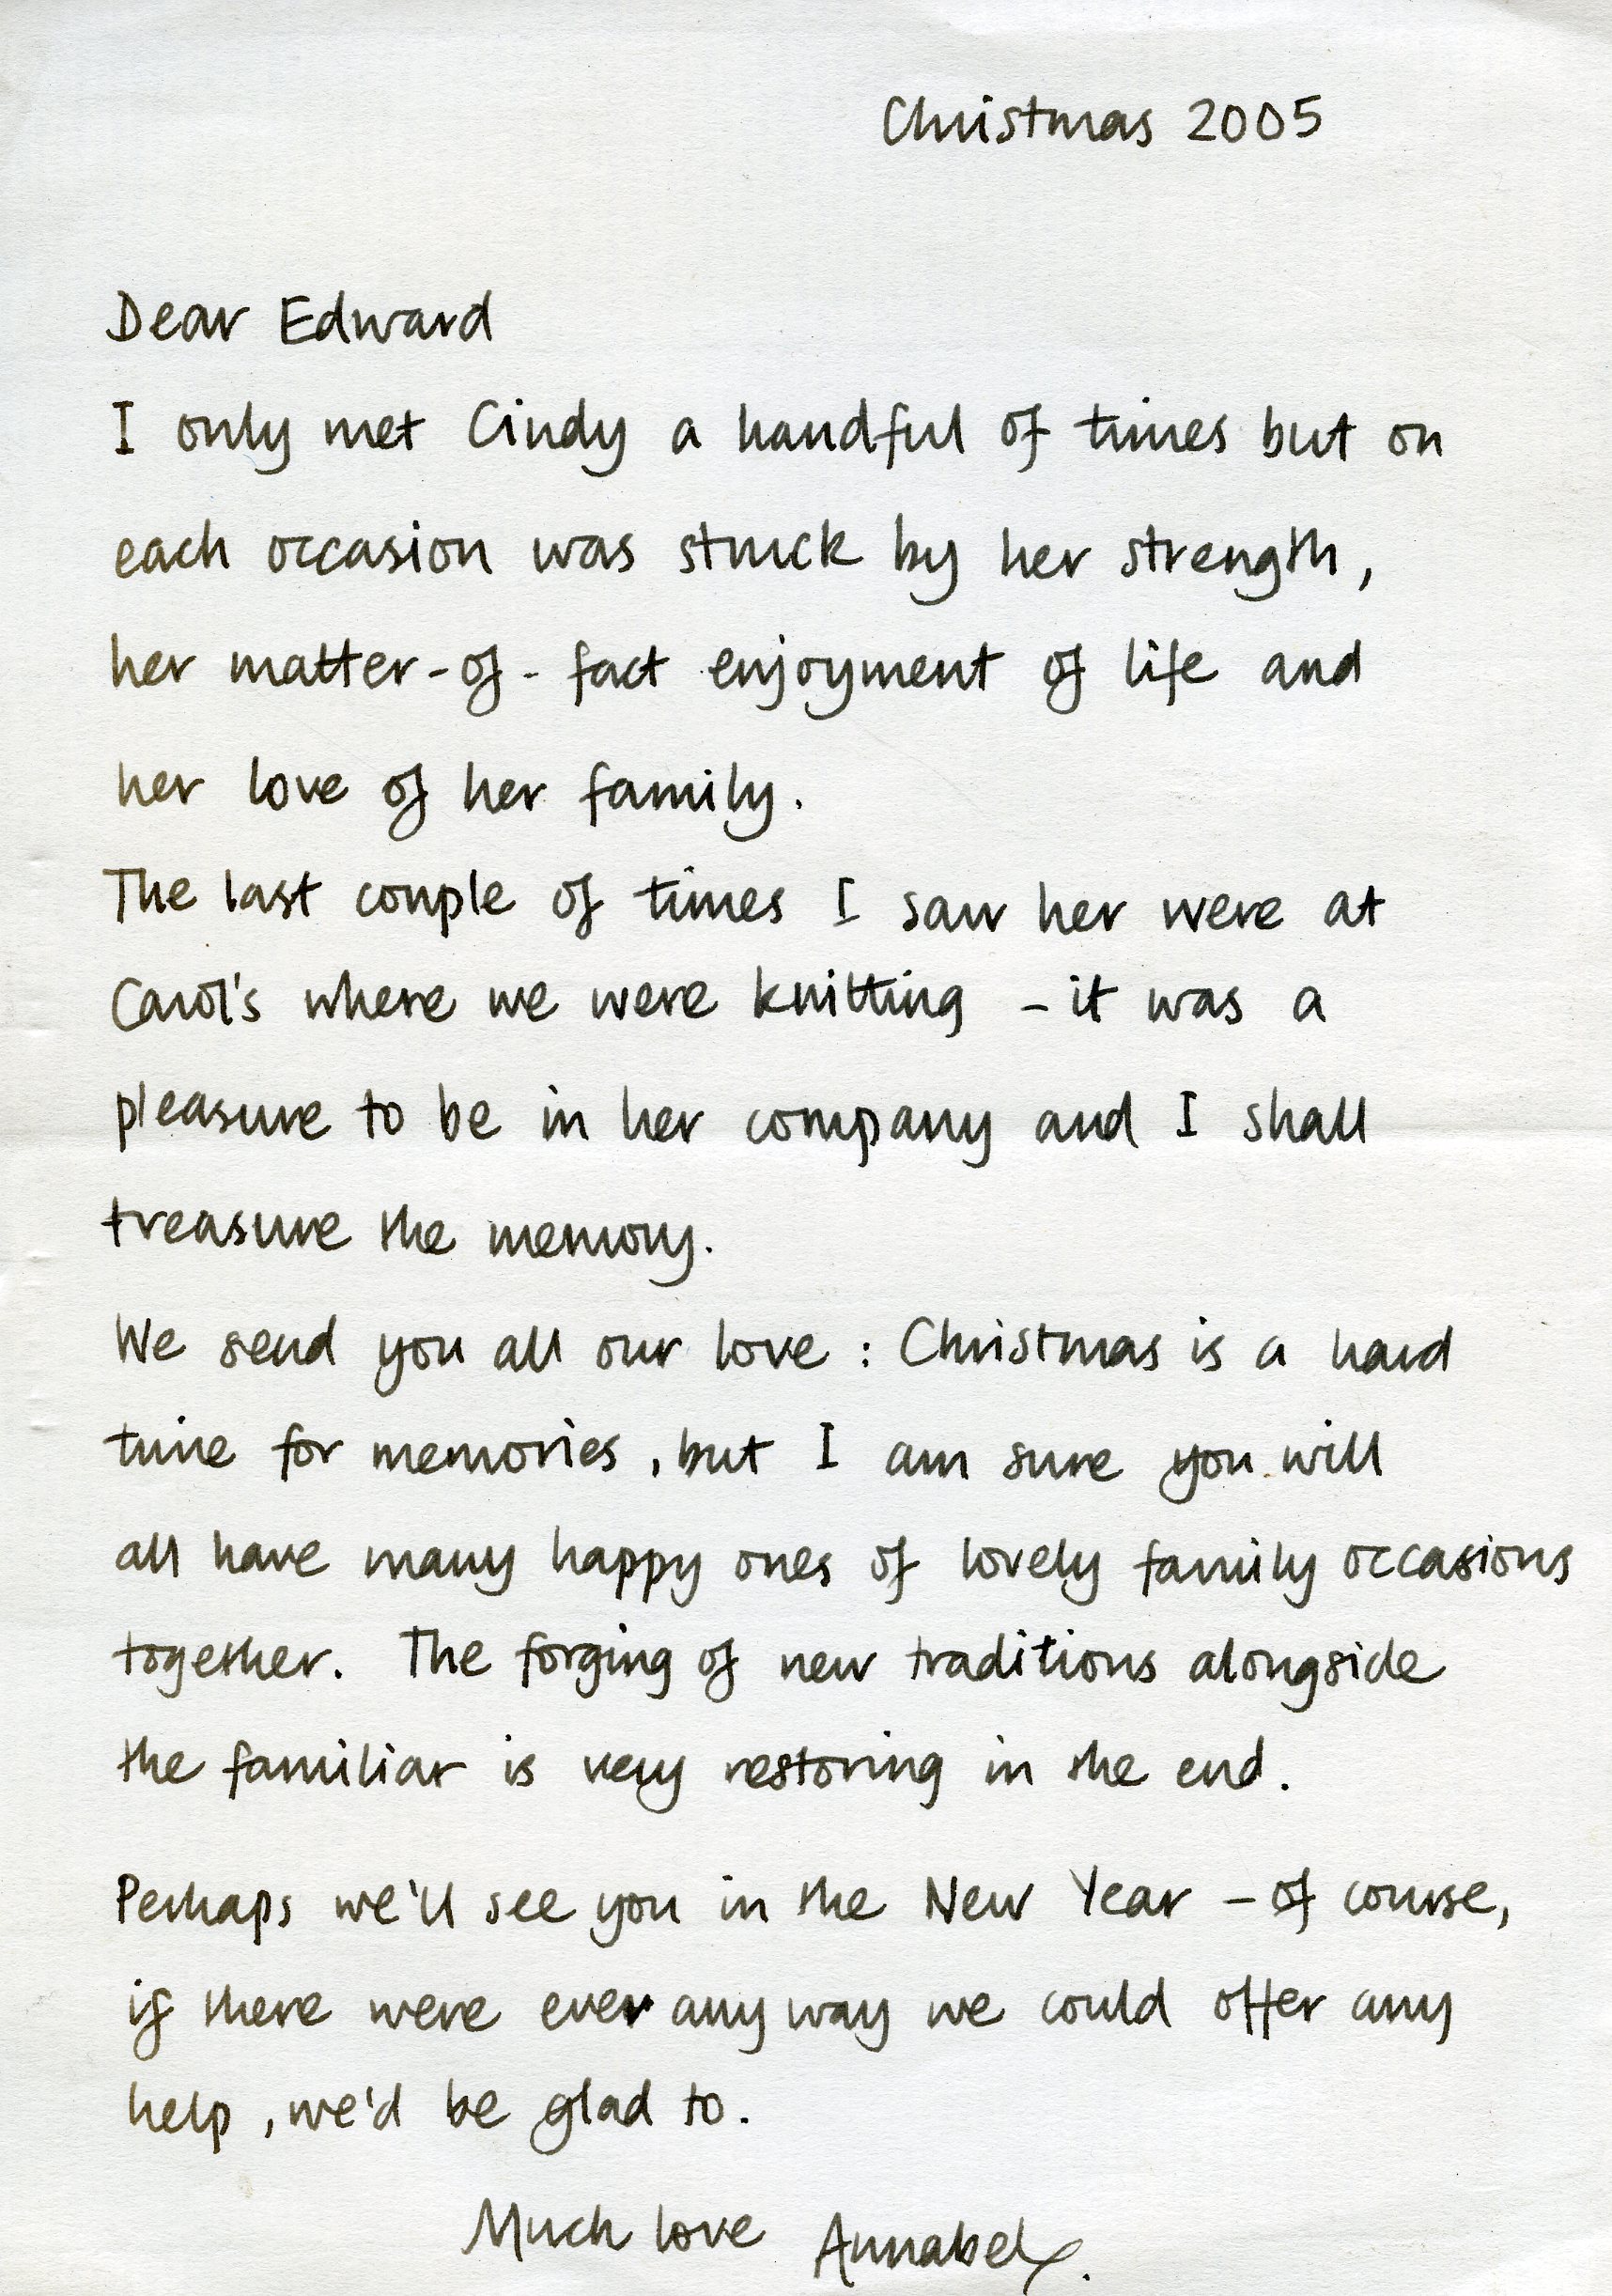 Christmas 2005
Dear Edward
I only met Cindy a handful of times but on
each occasion was struck by her strength,
her matter-of-fact enjoyment of life and
her love of her family.
The last couple of times I saw her were at
Carol's where we were knitting - it was a
pleasure to be in her company and I shall
treasure the memory.
We send you all our love : Christmas is a hard
time for memories, but I am sure you will
all have many happy ones of lovely family occasions
together. The forging of new traditions alongside
the familiar is very restoring in the end.
Perhaps we'll see you in the New Year - of course,
if there were ever any way we could offer any
help, we'd be glad to.
Much love Annabel.